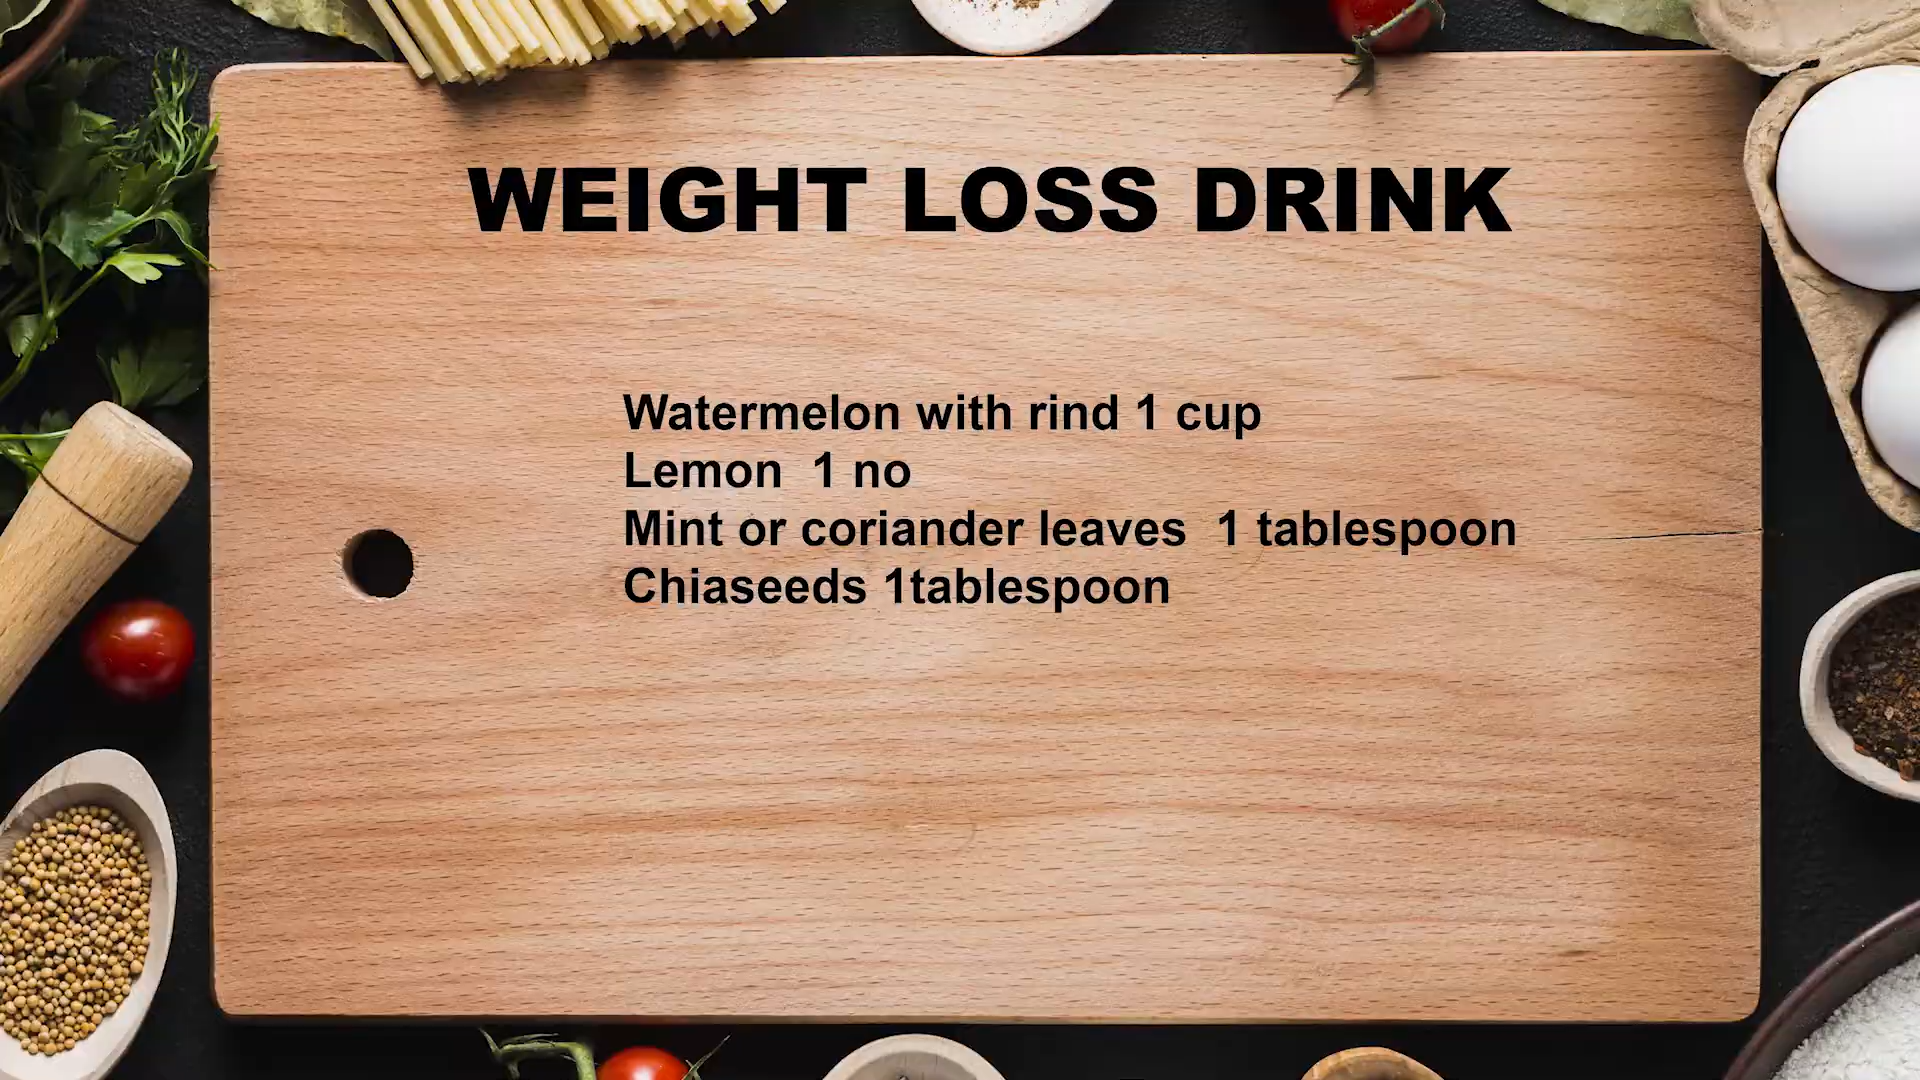 WEIGHT LOSS DRINK
Watermelon with rind 1 cup
Lemon  1 no
Mint or coriander leaves  1 tablespoon
Chiaseeds 1tablespoon